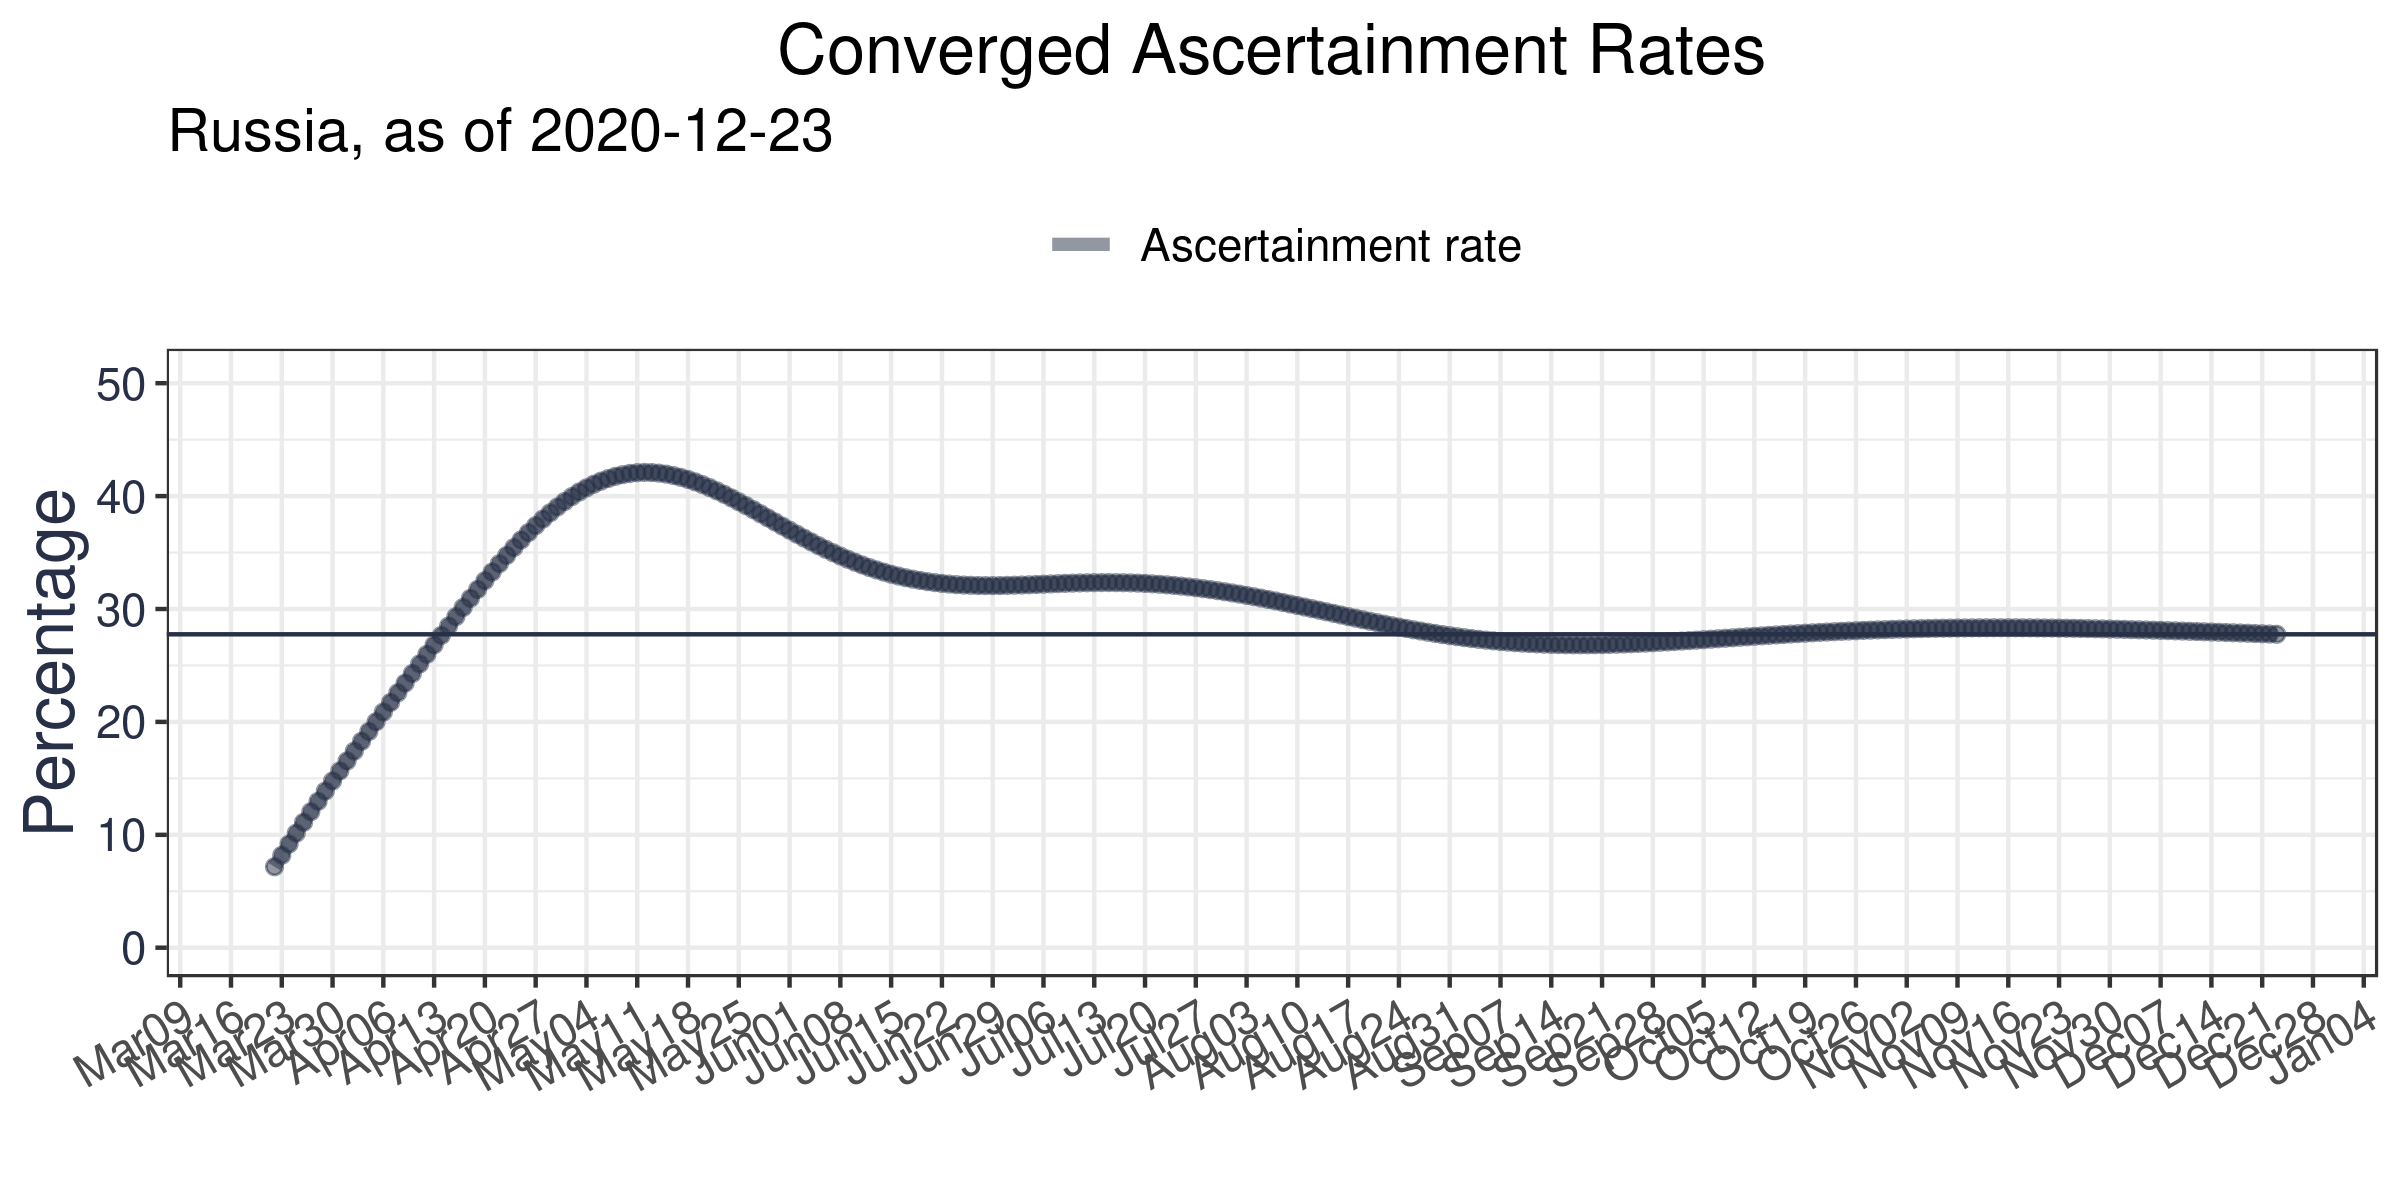 Converged Ascertainment Rates
Russia, as of 2020-12-23
Ascertainment rate
Percentage
50
40
30
20
10
0
Mar09 Mar16 Mar23 Mar30 Apr06 Apr13 Apr20 Apr27 May04 May11 May18 May25 Jun01 Jun08 Jun15 Jun22 Jun29 Jul06 Jul13 Jul20 Jul27 Aug03 Aug10 Aug17 Aug24 Aug31 Sep07 Sep14 Sep21 Sep28 Oct05 Oct12 Oct19 Oct26 Nov02 Nov09 Nov16 Nov23 Nov30 Dec07 Dec14 Dec21 Dec28 Jan04